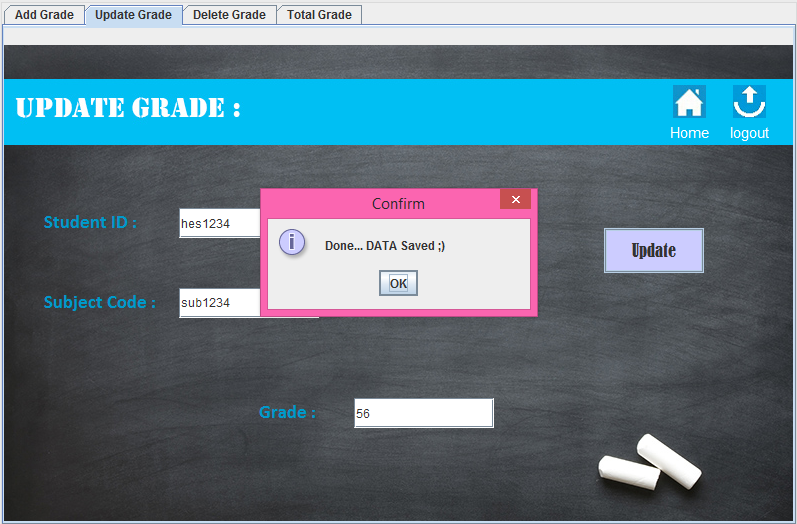 Add Grade Update Grade Delete Grade Total Grade
UPDATE GRADE :
Home logout
Confirm
Student ID : hes1234
i
Done... DATA Saved ;)
Update
OK
Subject Code : sub1234
Grade : 56